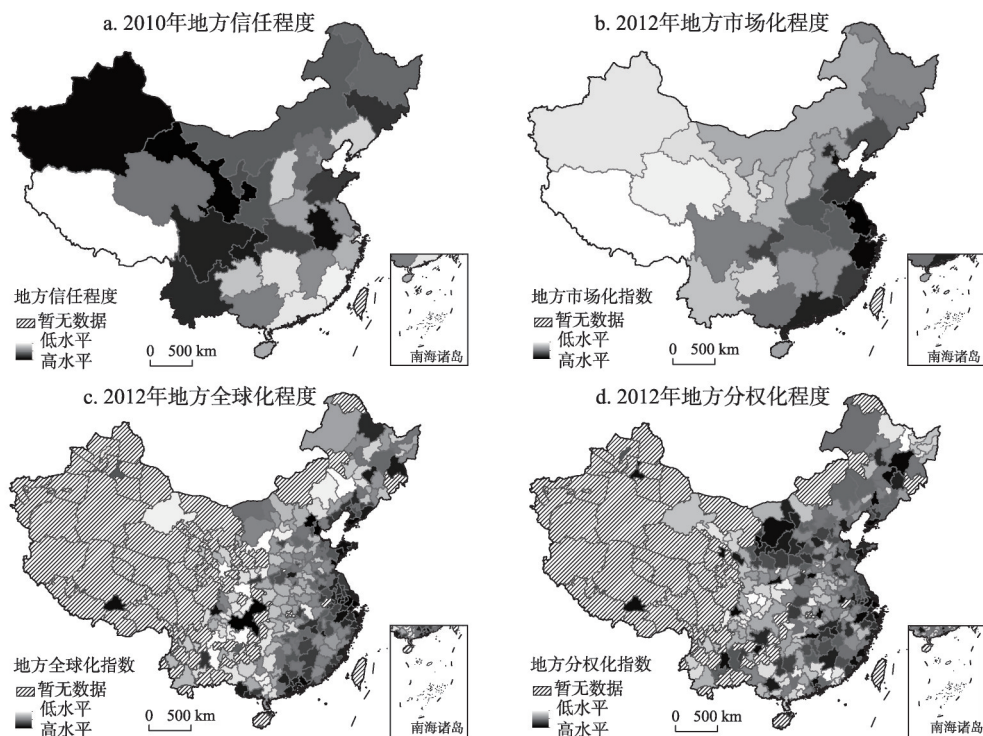 a. 2010年地方信任程度
地方信任程度
暂无数据
低水平
高水平
0 500 km
南海诸岛
b. 2012年地方市场化程度
地方市场化指数
暂无数据
低水平
高水平
0 500 km
南海诸岛
c. 2012年地方全球化程度
地方全球化指数
暂无数据
低水平
高水平
0 500 km
南海诸岛
d. 2012年地方分权化程度
地方分权化指数
暂无数据
低水平
高水平
0 500 km
南海诸岛